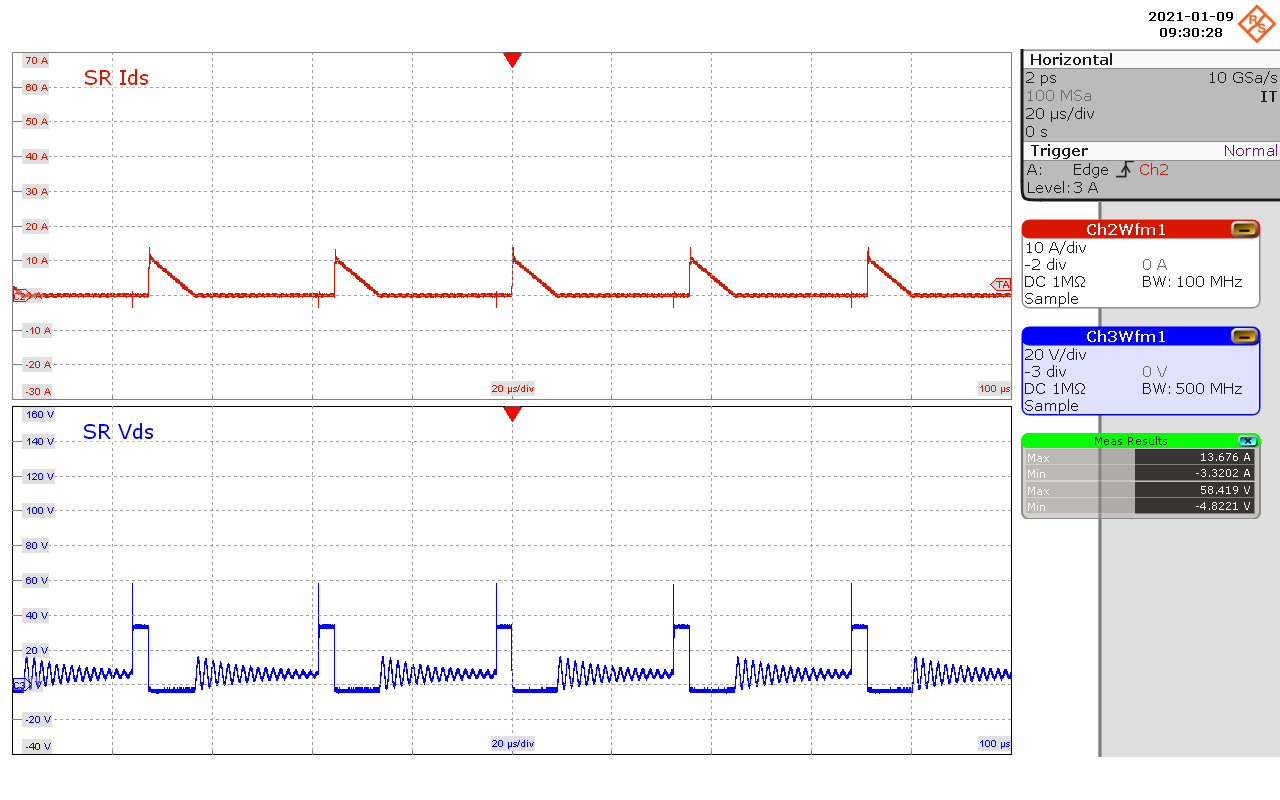 2021-01-09
09:30:28
R&S
70 A
SR Ids
60 A
50 A
40 A
30 A
20 A
10 A
C2 A
TA
-10 A
-20 A
-30 A
20 µs/div
100 µs
160 V
SR Vds
140 V
120 V
100 V
80 V
60 V
40 V
20 V
C3 V
-20 V
-40 V
20 µs/div
100 µs
Horizontal
2 ps 10 GSa/s
100 MSa IT
20 µs/div
0 s
Trigger Normal
A: Edge Ch2
Level: 3 A
Ch2Wfm1
10 A/div
-2 div 0 A
DC 1MΩ BW: 100 MHz
Sample
Ch3Wfm1
20 V/div
-3 div 0 V
DC 1MΩ BW: 500 MHz
Sample
Meas Results
Max 13.676 A
Min -3.3202 A
Max 58.419 V
Min -4.8221 V